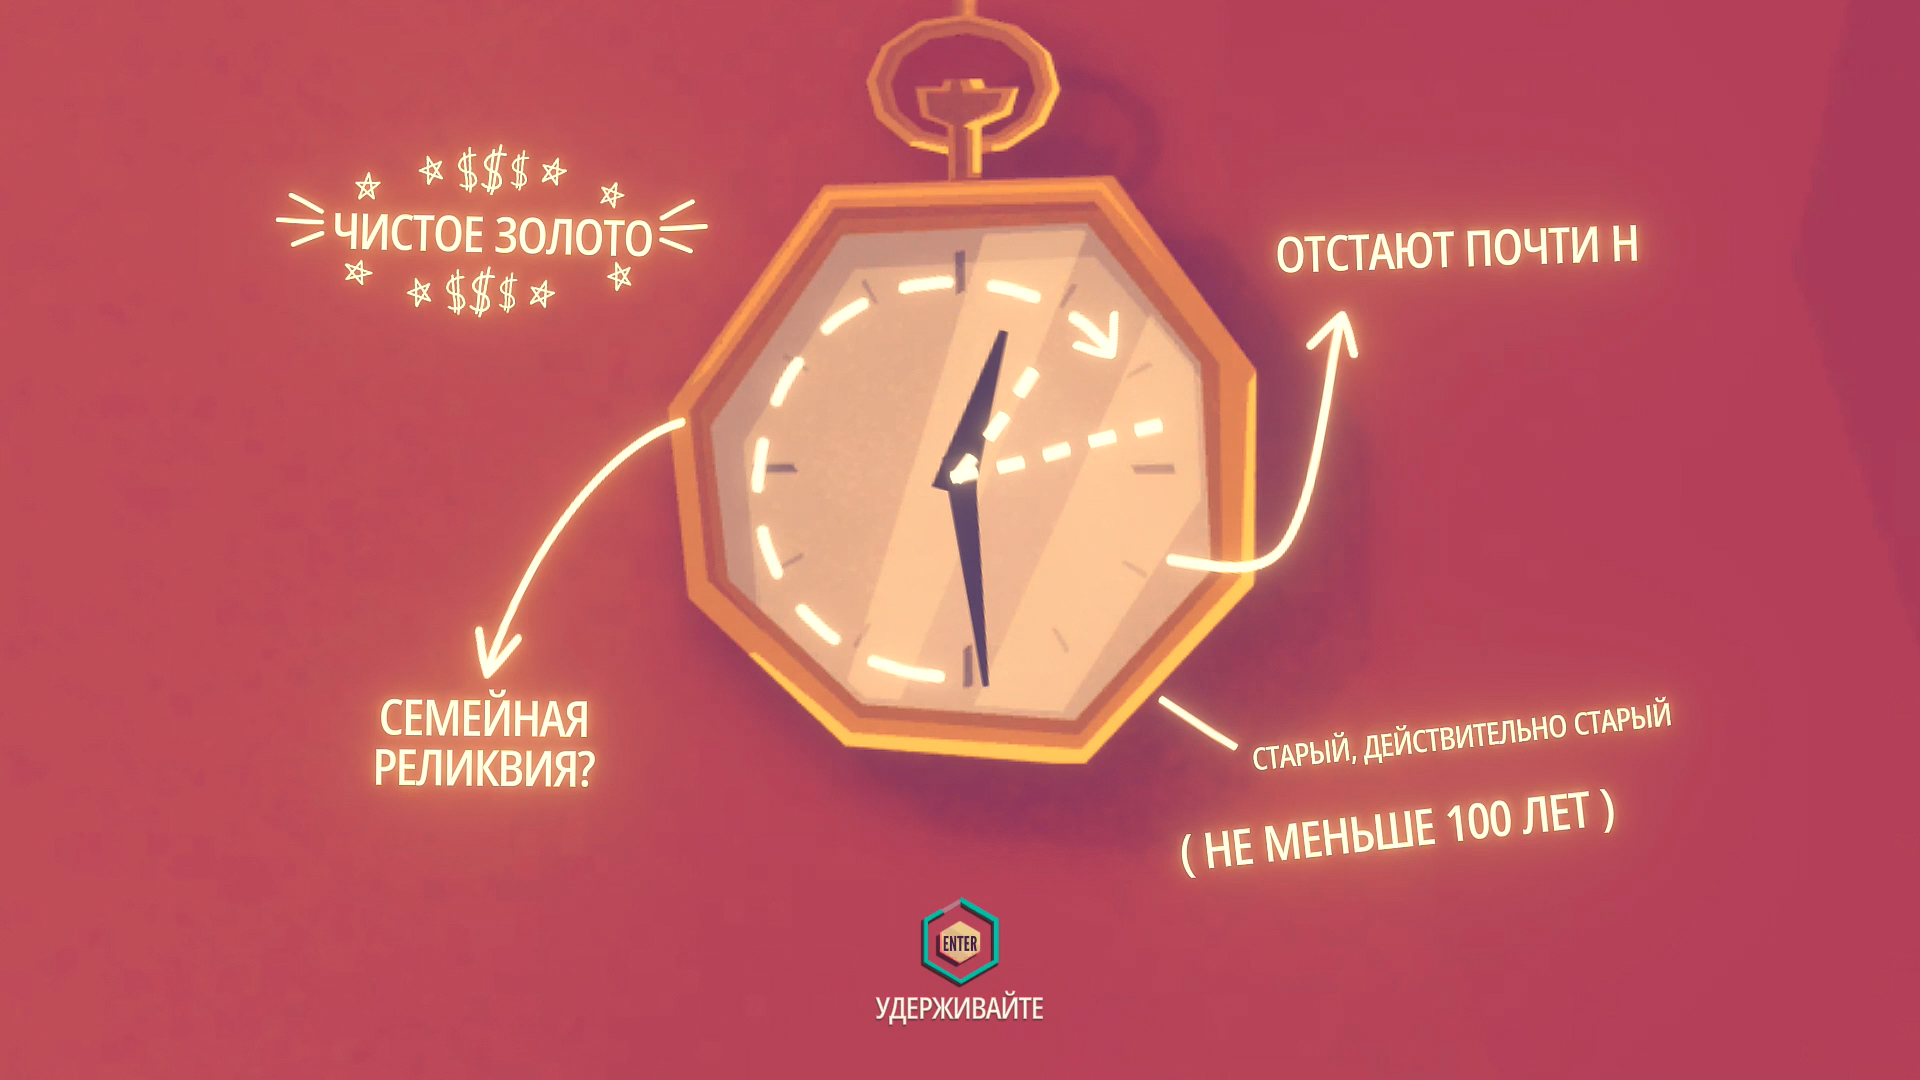 $$$
ЧИСТОЕ ЗОЛОТО
$$$
ОТСТАЮТ ПОЧТИ Н
СЕМЕЙНАЯ
РЕЛИКВИЯ?
СТАРЫЙ, ДЕЙСТВИТЕЛЬНО СТАРЫЙ
( НЕ МЕНЬШЕ 100 ЛЕТ )
ENTER
УДЕРЖИВАЙТЕ